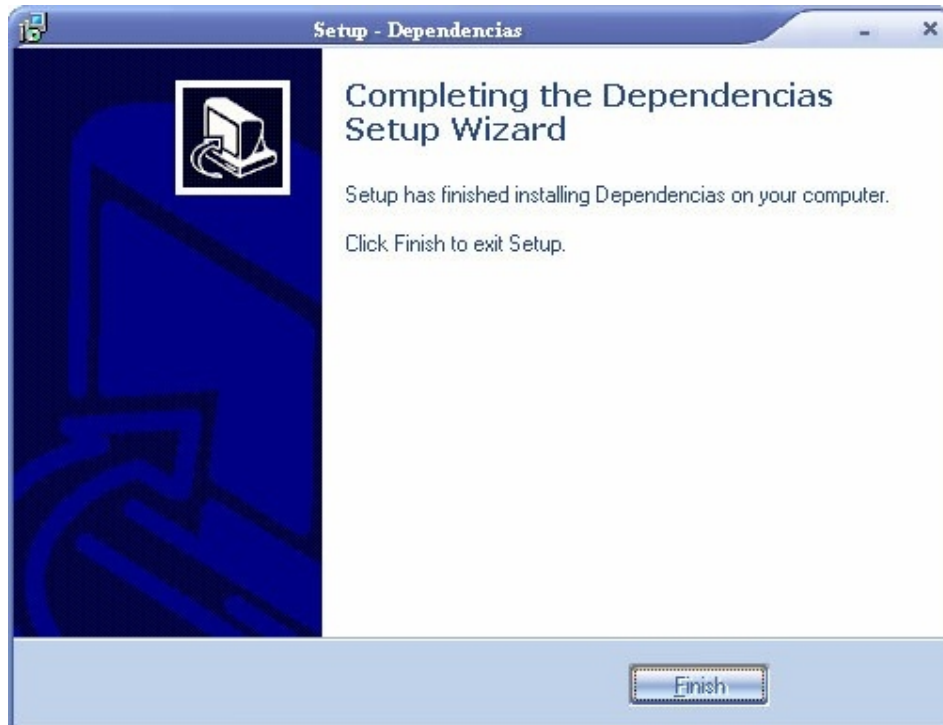 Setup - Dependencias
Completing the Dependencias
Setup Wizard
Setup has finished installing Dependencias on your computer.
Click Finish to exit Setup.
Finish